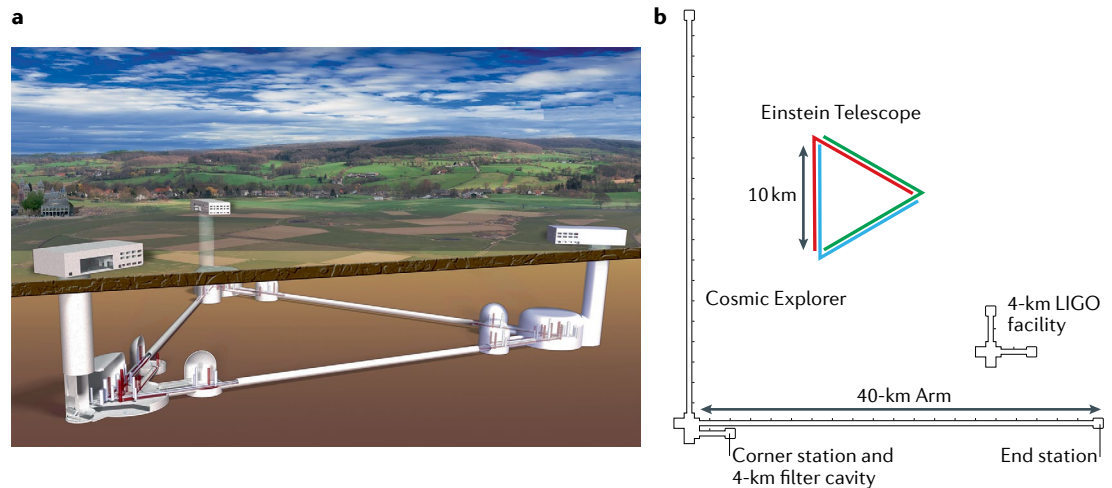 a
b
Einstein Telescope
10 km
Cosmic Explorer
4-km LIGO
facility
40-km Arm
Corner station and
4-km filter cavity
End station